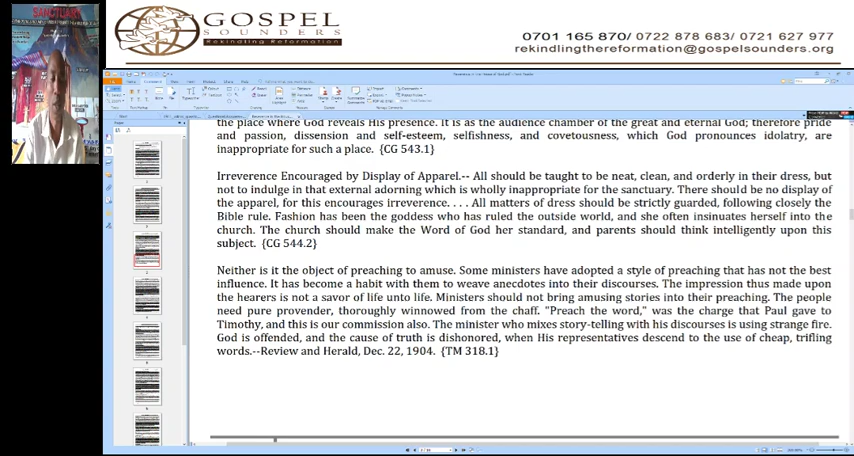 SANCTUARY
GOSPEL
SOUNDERS
Rekindling Reformation
0701 165 870/ 0722 878 683/ 0721 627 977
rekindlingthereformation@gospelsounders.org
the place where God reveals His presence. It is as the audience chamber of the great and eternal God; therefore pride
and passion, dissension and self-esteem, selfishness, and covetousness, which God pronounces idolatry, are
inappropriate for such a place. {CG 543.1}
Irreverence Encouraged by Display of Apparel.-- All should be taught to be neat, clean, and orderly in their dress, but
not to indulge in that external adorning which is wholly inappropriate for the sanctuary. There should be no display of
the apparel, for this encourages irreverence. . . . All matters of dress should be strictly guarded, following closely the
Bible rule. Fashion has been the goddess who has ruled the outside world, and she often insinuates herself into the
church. The church should make the Word of God her standard, and parents should think intelligently upon this
subject. {CG 544.2}
Neither is it the object of preaching to amuse. Some ministers have adopted a style of preaching that has not the best
influence. It has become a habit with them to weave anecdotes into their discourses. The impression thus made upon
the hearers is not a savor of life unto life. Ministers should not bring amusing stories into their preaching. The people
need pure provender, thoroughly winnowed from the chaff. "Preach the word," was the charge that Paul gave to
Timothy, and this is our commission also. The minister who mixes story-telling with his discourses is using strange fire.
God is offended, and the cause of truth is dishonored, when His representatives descend to the use of cheap, trifling
words.--Review and Herald, Dec. 22, 1904. {TM 318.1}